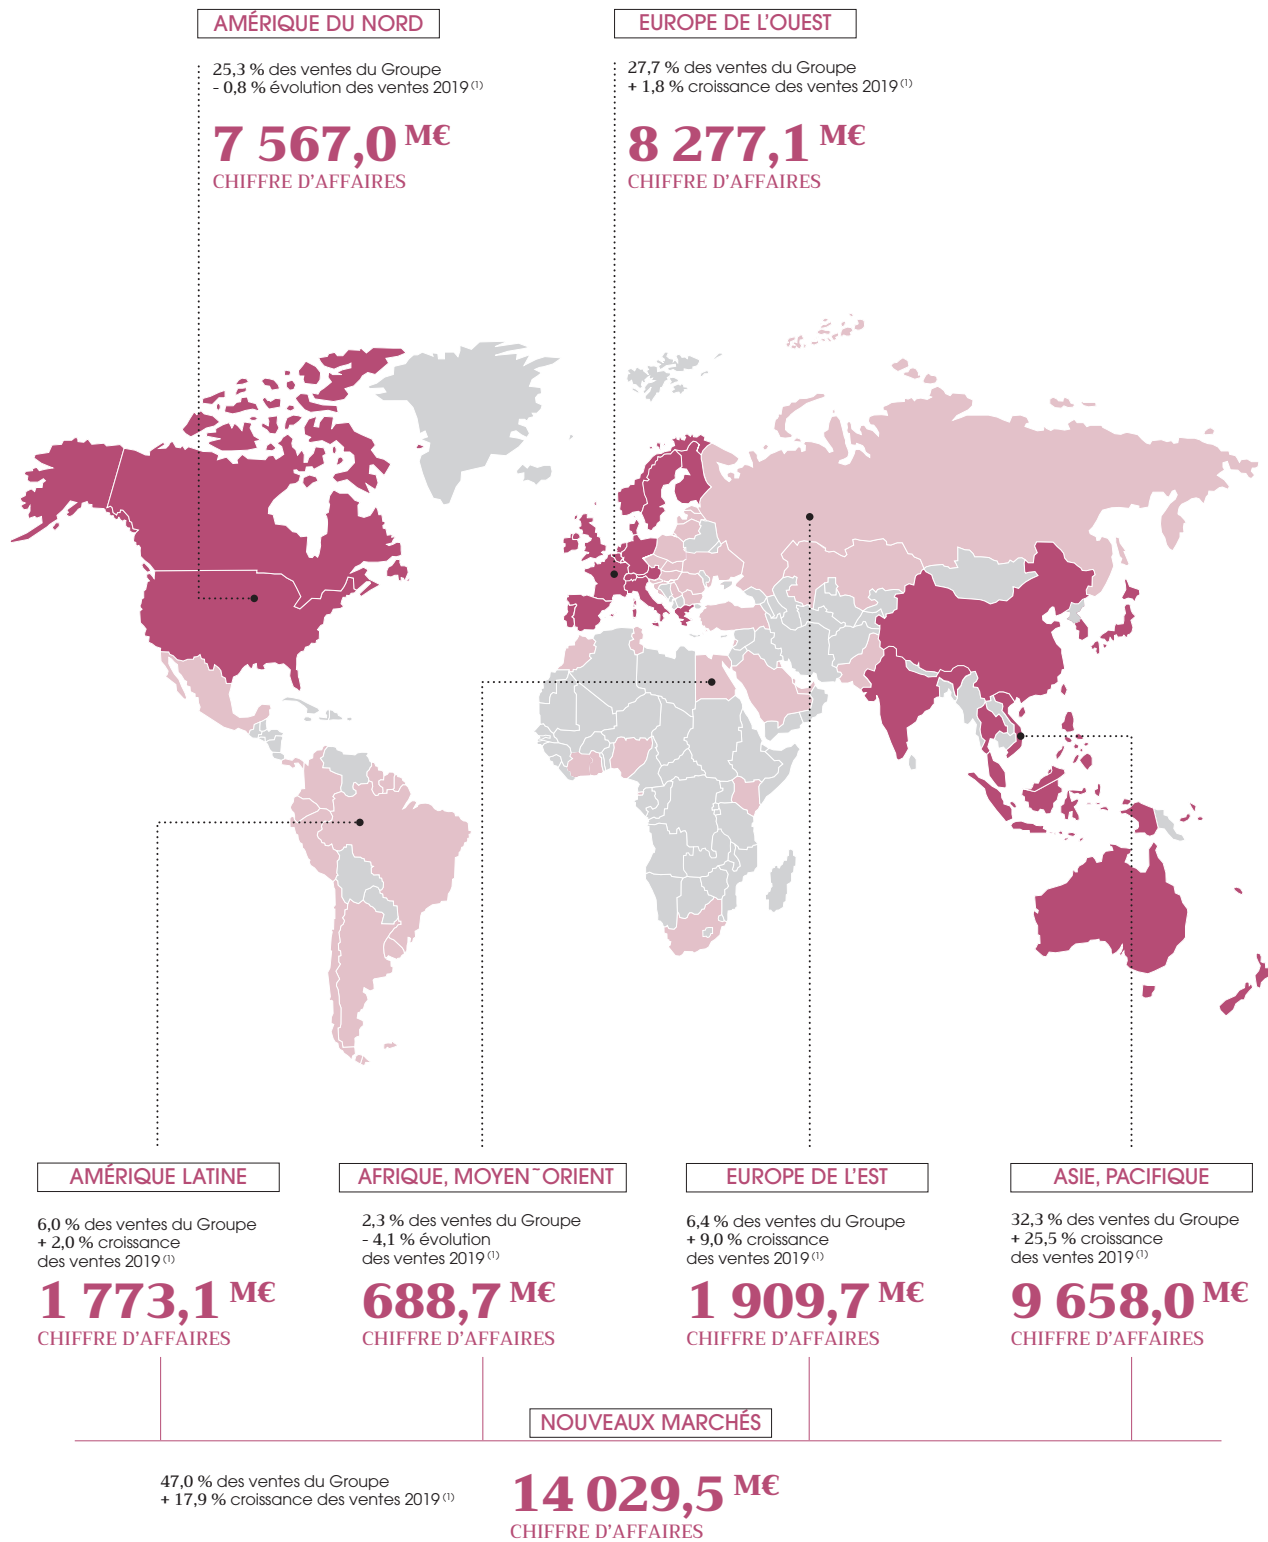 AMÉRIQUE DU NORD
25,3 % des ventes du Groupe
- 0,8 % évolution des ventes 2019 (1)
7 567,0 M€
CHIFFRE D’AFFAIRES
EUROPE DE L’OUEST
27,7 % des ventes du Groupe
+ 1,8 % croissance des ventes 2019 (1)
8 277,1 M€
CHIFFRE D’AFFAIRES
AMÉRIQUE LATINE
6,0 % des ventes du Groupe
+ 2,0 % croissance
des ventes 2019 (1)
1 773,1 M€
CHIFFRE D’AFFAIRES
AFRIQUE, MOYEN~ORIENT
2,3 % des ventes du Groupe
- 4,1 % évolution
des ventes 2019 (1)
688,7 M€
CHIFFRE D’AFFAIRES
EUROPE DE L’EST
6,4 % des ventes du Groupe
+ 9,0 % croissance
des ventes 2019 (1)
1 909,7 M€
CHIFFRE D’AFFAIRES
ASIE, PACIFIQUE
32,3 % des ventes du Groupe
+ 25,5 % croissance
des ventes 2019 (1)
9 658,0 M€
CHIFFRE D’AFFAIRES
NOUVEAUX MARCHÉS
47,0 % des ventes du Groupe
+ 17,9 % croissance des ventes 2019 (1)
14 029,5 M€
CHIFFRE D’AFFAIRES